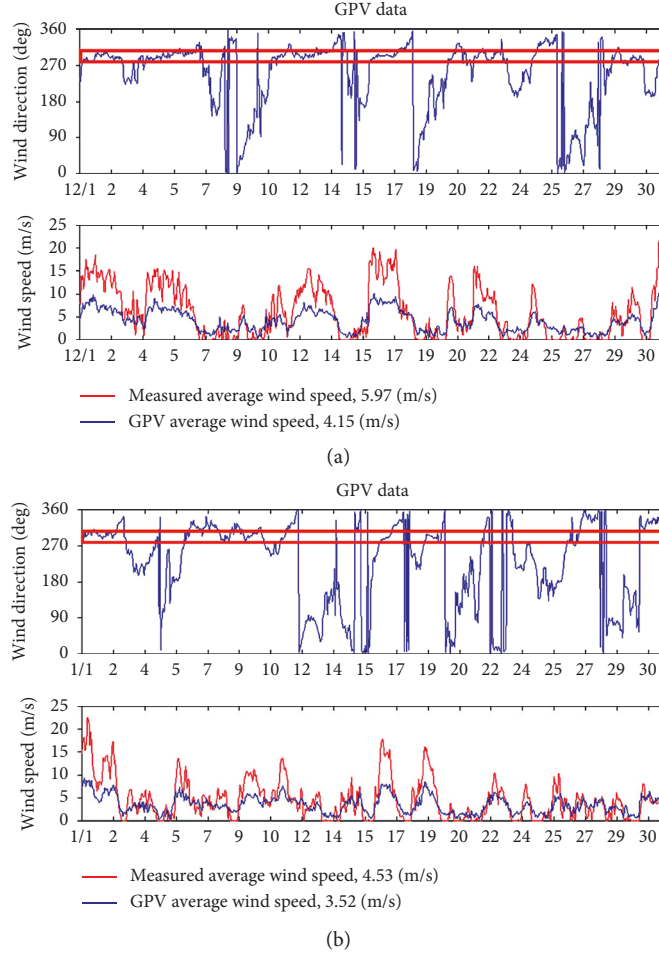 GPV data
Wind direction (deg)
360
270
180
90
0
12/1 2 4 5 7 9 10 12 13 15 17 19 20 22 23 25 27 29 30
Wind speed (m/s)
25
20
15
10
5
0
12/1 2 4 5 7 9 10 12 13 15 17 19 20 22 23 25 27 29 30
Measured average wind speed, 5.97 (m/s)
GPV average wind speed, 4.15 (m/s)
(a)
GPV data
Wind direction (deg)
360
270
180
90
0
1/1 2 4 5 7 9 10 12 14 15 17 19 20 22 24 25 27 29 30
Wind speed (m/s)
25
20
15
10
5
0
1/1 2 4 5 7 9 10 12 14 15 17 19 20 22 24 25 27 29 30
Measured average wind speed, 4.53 (m/s)
GPV average wind speed, 3.52 (m/s)
(b)